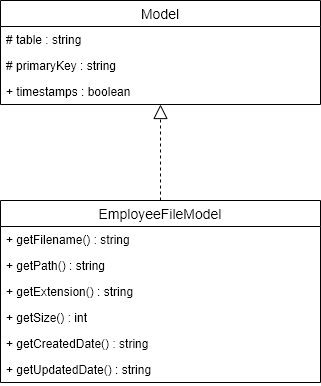 Model
# table : string
# primaryKey : string
+ timestamps : boolean
EmployeeFileModel
+ getFilename() : string
+ getPath() : string
+ getExtension() : string
+ getSize() : int
+ getCreatedDate() : string
+ getUpdatedDate() : string